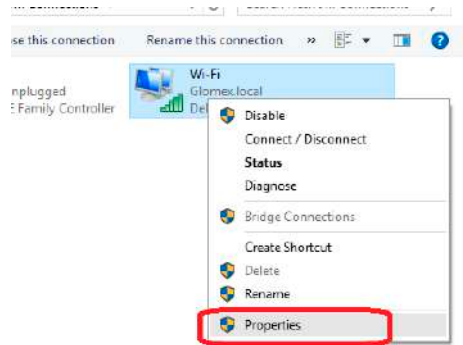 se this connection Rename this connection »
Wi-Fi
nplugged Glomex.local
E Family Controller Del
Disable
Connect / Disconnect
Status
Diagnose
Bridge Connections
Create Shortcut
Delete
Rename
Properties